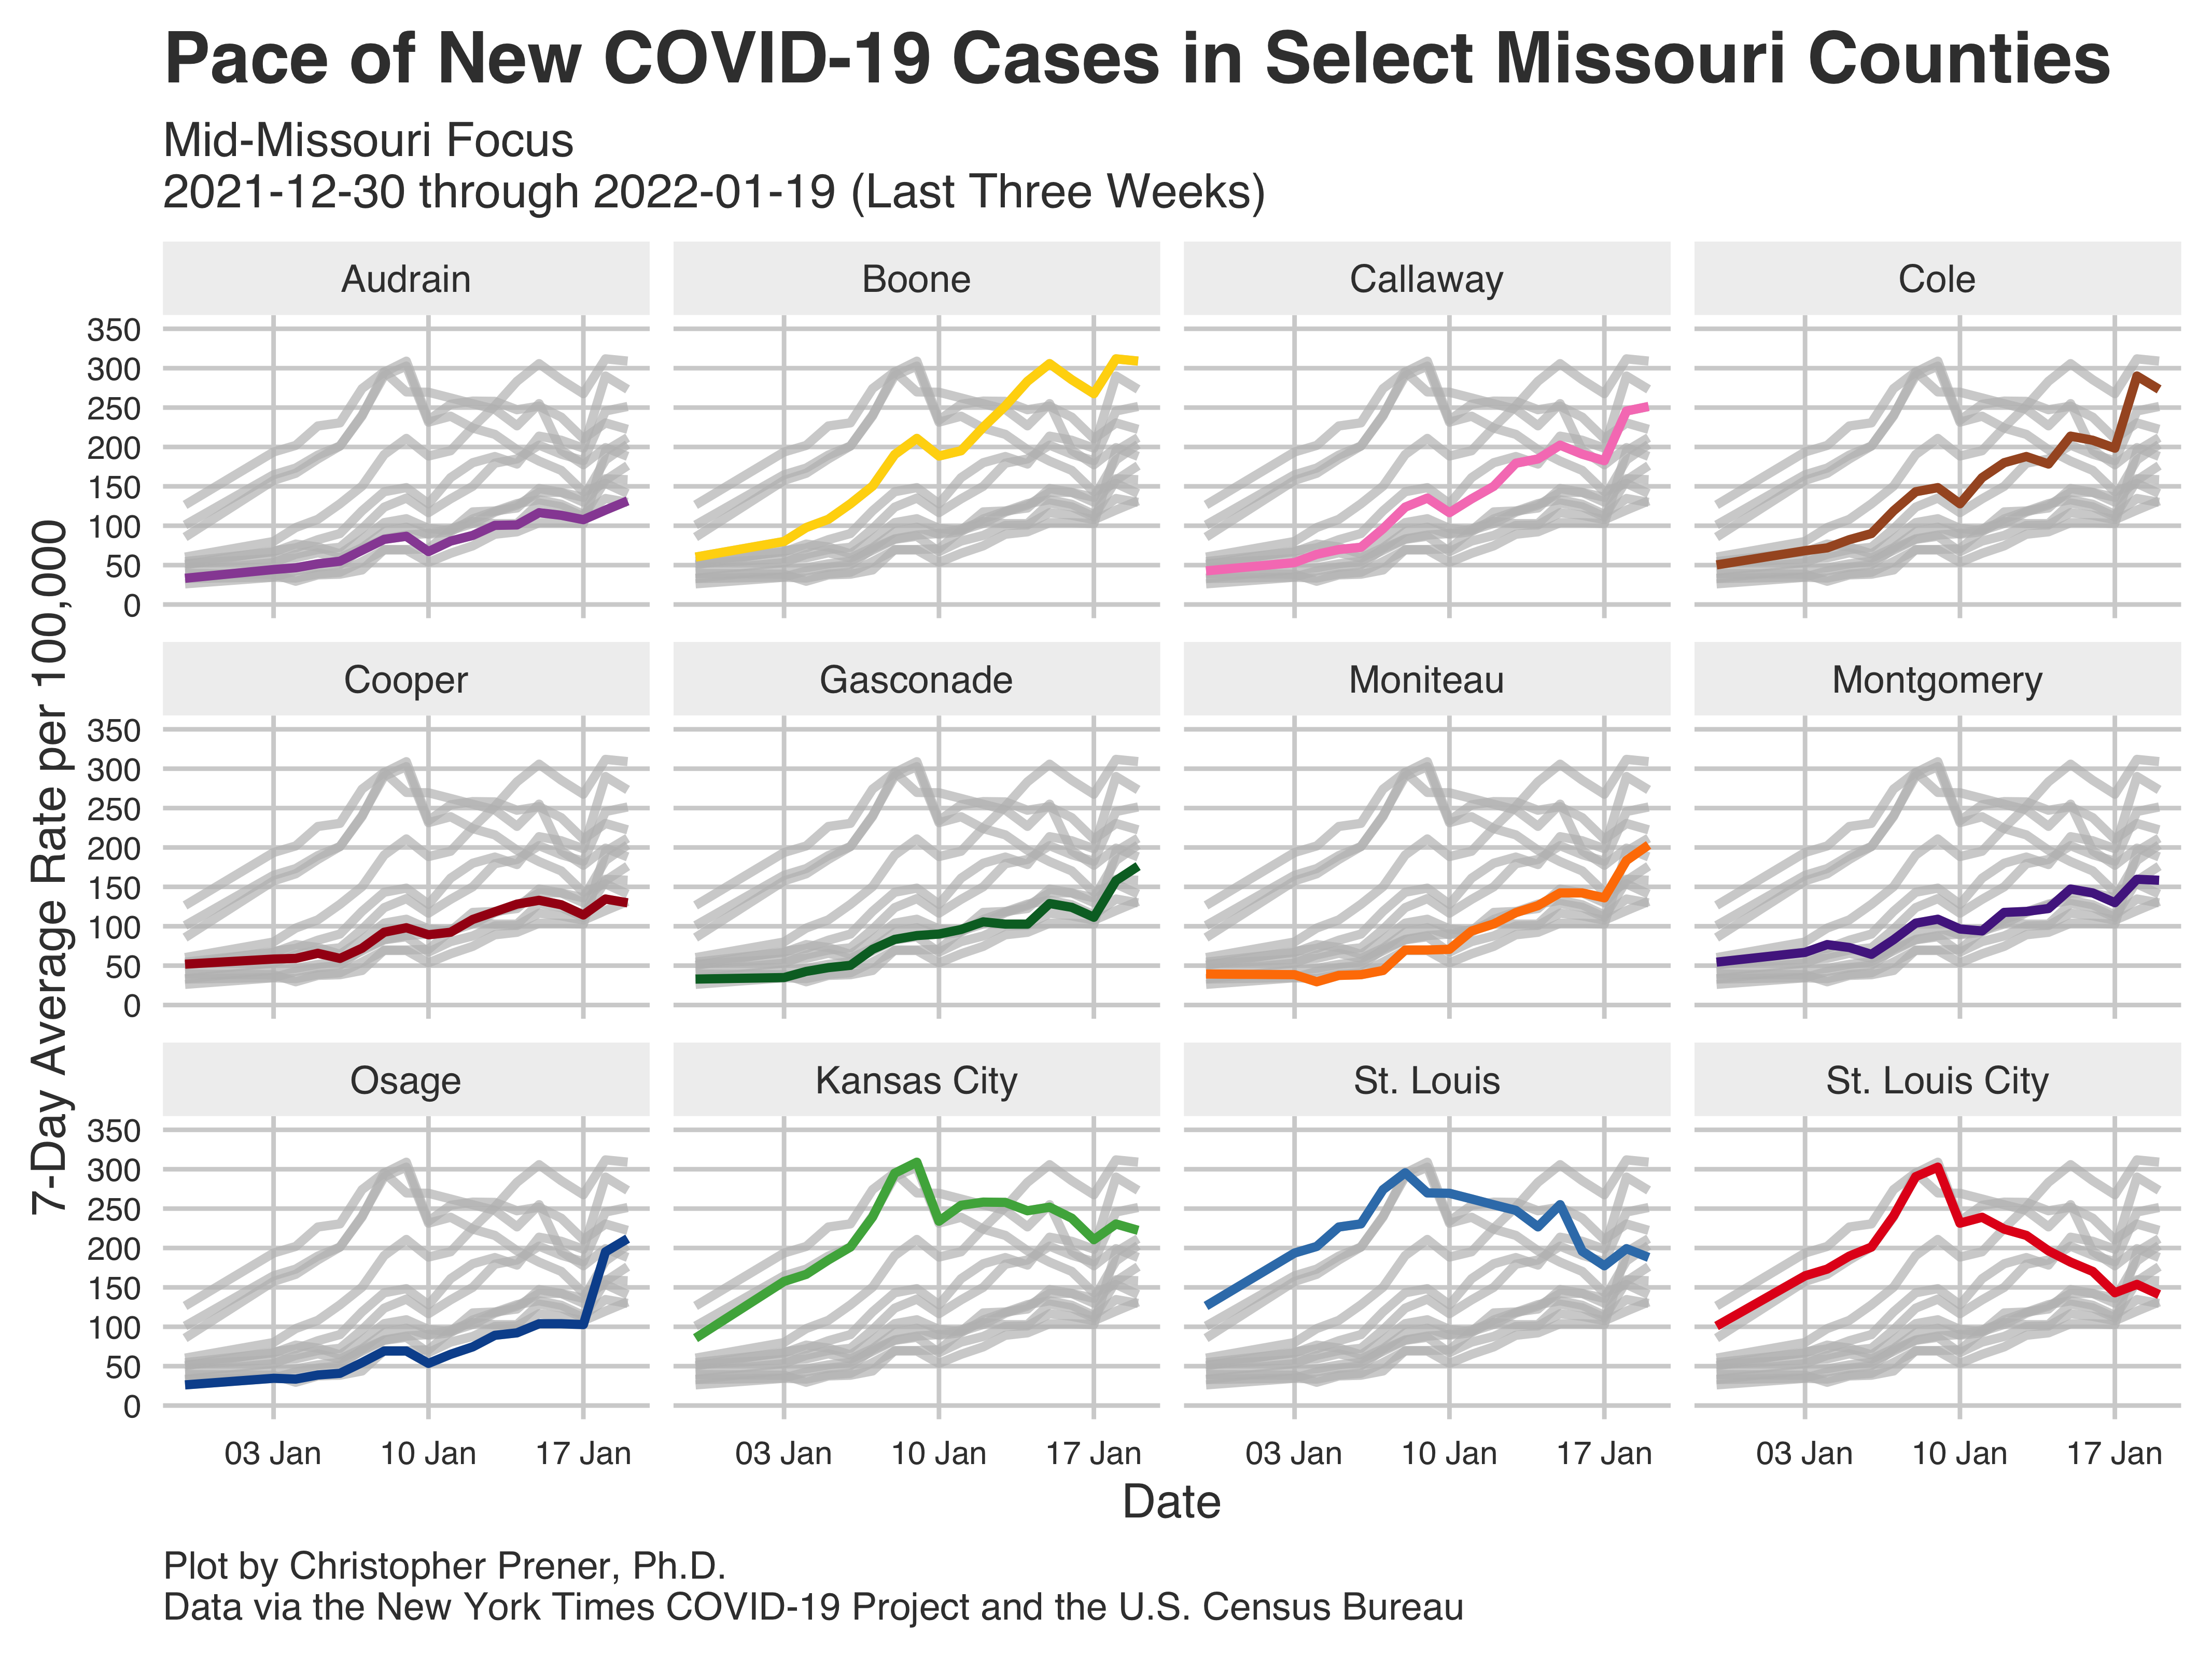 Pace of New COVID-19 Cases in Select Missouri Counties
Mid-Missouri Focus
2021-12-30 through 2022-01-19 (Last Three Weeks)
7-Day Average Rate per 100,000
Audrain
Boone
Callaway
Cole
350
300
250
200
150
100
50
0
Cooper
Gasconade
Moniteau
Montgomery
350
300
250
200
150
100
50
0
Osage
Kansas City
St. Louis
St. Louis City
350
300
250
200
150
100
50
0
03 Jan 10 Jan 17 Jan
03 Jan 10 Jan 17 Jan
03 Jan 10 Jan 17 Jan
03 Jan 10 Jan 17 Jan
Date
Plot by Christopher Prener, Ph.D.
Data via the New York Times COVID-19 Project and the U.S. Census Bureau